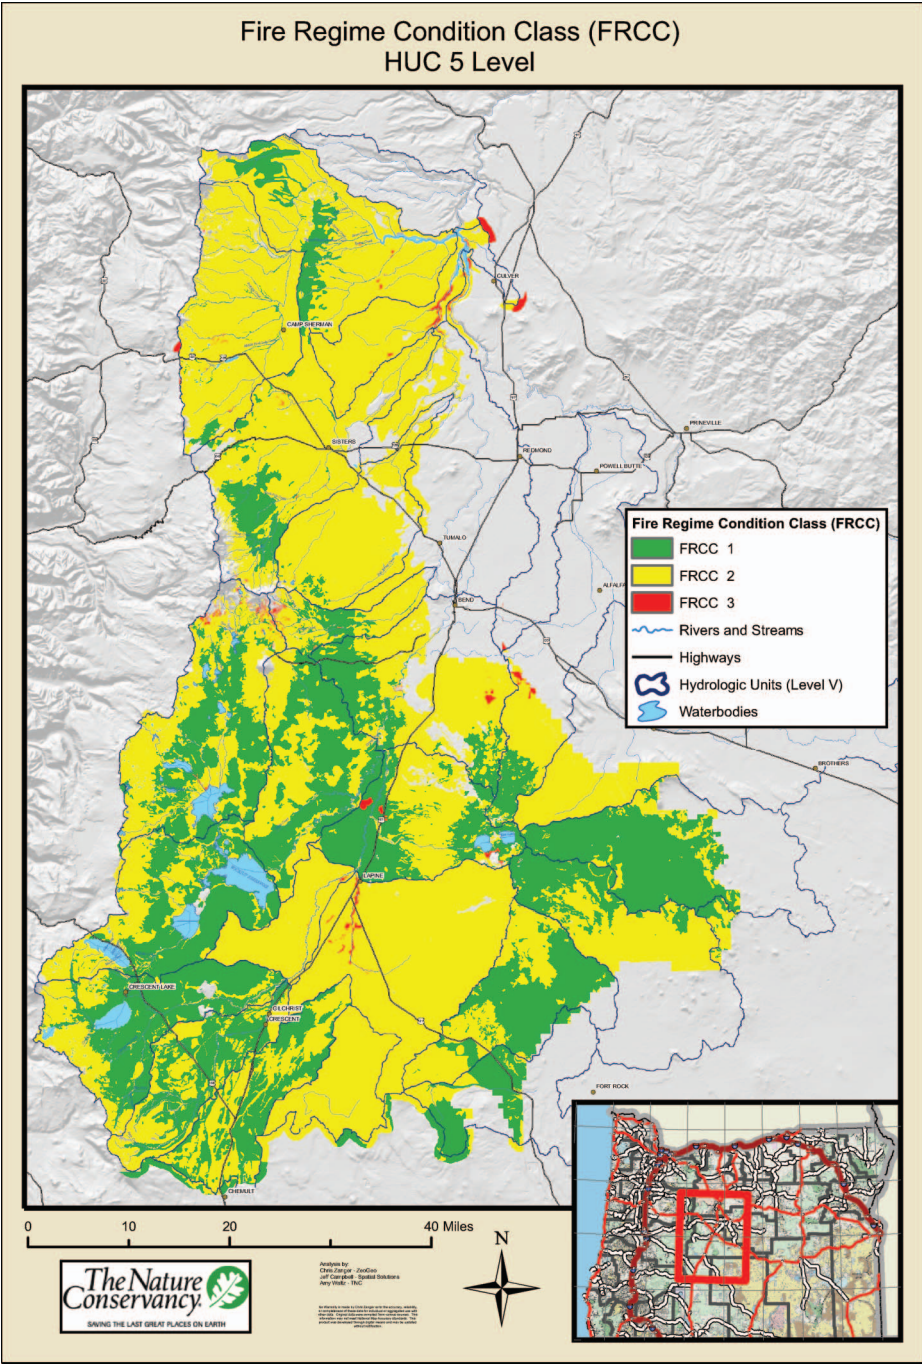 Fire Regime Condition Class (FRCC)
HUC 5 Level
CULVER
CAMP SHERMAN
PRINEVILLE
SISTERS
REDMOND
POWELL BUTTE
TUMALO
ALFALFA
BEND
BROTHERS
LAPINE
CRESCENT LAKE
GILCHRIST
CRESCENT
FORT ROCK
CHEMULT
Fire Regime Condition Class (FRCC)
FRCC 1
FRCC 2
FRCC 3
Rivers and Streams
Highways
Hydrologic Units (Level V)
Waterbodies
0 10 20 40 Miles
N
The Nature
Conservancy
SAVING THE LAST GREAT PLACES ON EARTH
Analysis by:
Chris Zanger - ZeoGeo
Jeff Campbell - Spatial Solutions
Amy Waltz - TNC